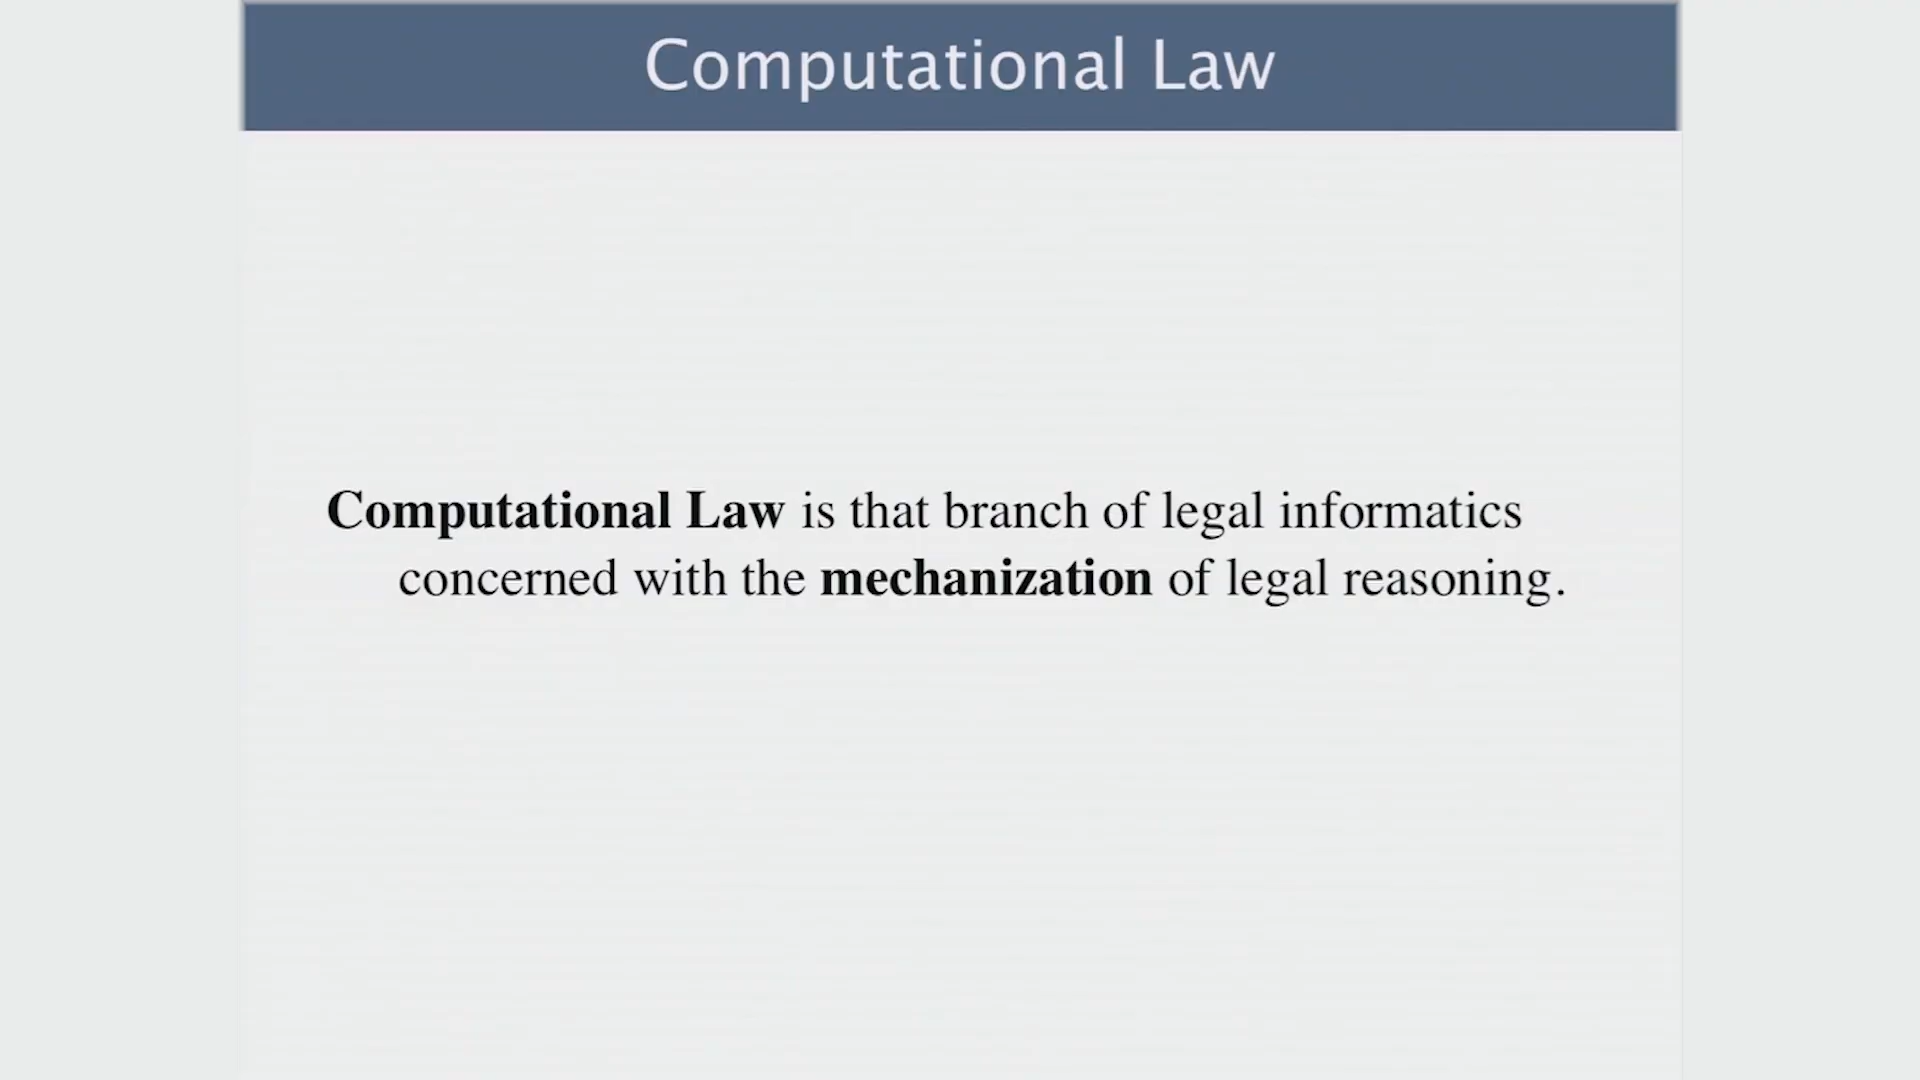 Computational Law
Computational Law is that branch of legal informatics
concerned with the mechanization of legal reasoning.